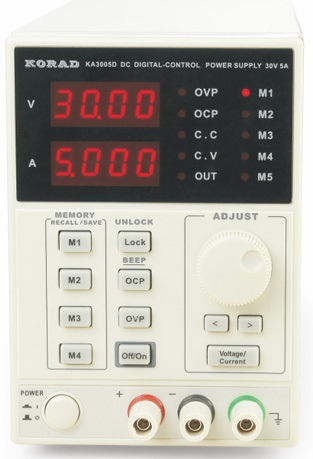 KORAD KA3005D DC DIGITAL-CONTROL POWER SUPPLY 30V 5A
V 30.00
A 5.000
OVP M1
OCP M2
C.C M3
C.V M4
OUT M5
MEMORY
RECALL/SAVE
M1
M2
M3
M4
UNLOCK
Lock
BEEP
OCP
OVP
Off/On
ADJUST
< >
Voltage/
Current
POWER
I
O
+ −